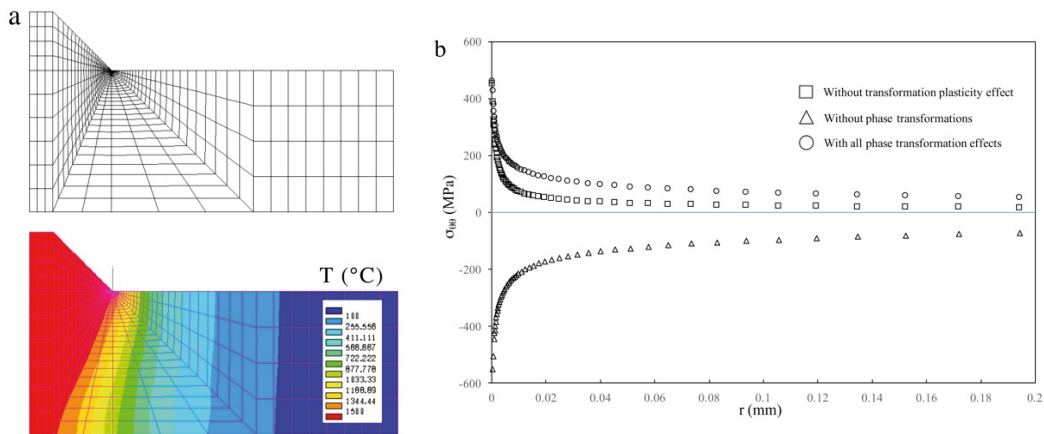 a
T (°C)
100
255.556
411.111
566.667
722.222
877.778
1033.33
1188.89
1344.44
1500
b
600
400
200
0
-200
-400
-600
σθθ (MPa)
Without transformation plasticity effect
Without phase transformations
With all phase transformation effects
0 0.02 0.04 0.06 0.08 0.1 0.12 0.14 0.16 0.18 0.2
r (mm)